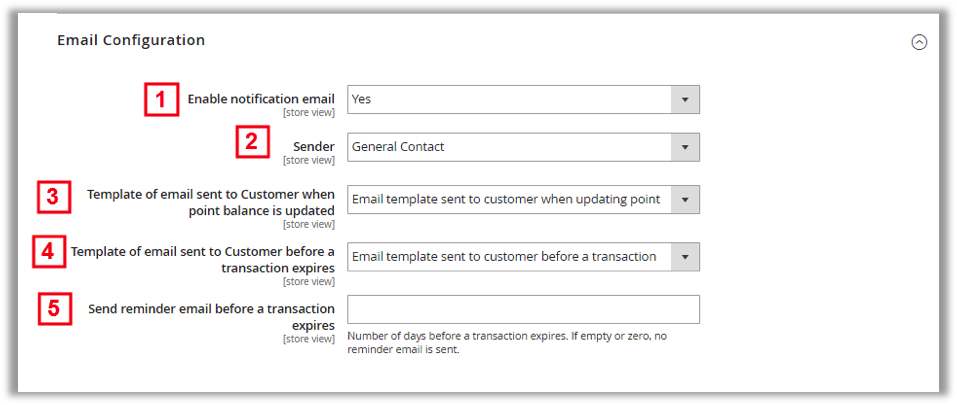 Email Configuration
1 Enable notification email Yes
[store view]
2 Sender General Contact
[store view]
3 Template of email sent to Customer when Email template sent to customer when updating point
point balance is updated
[store view]
4 Template of email sent to Customer before a Email template sent to customer before a transaction
transaction expires
[store view]
5 Send reminder email before a transaction
expires
[store view] Number of days before a transaction expires. If empty or zero, no
reminder email is sent.